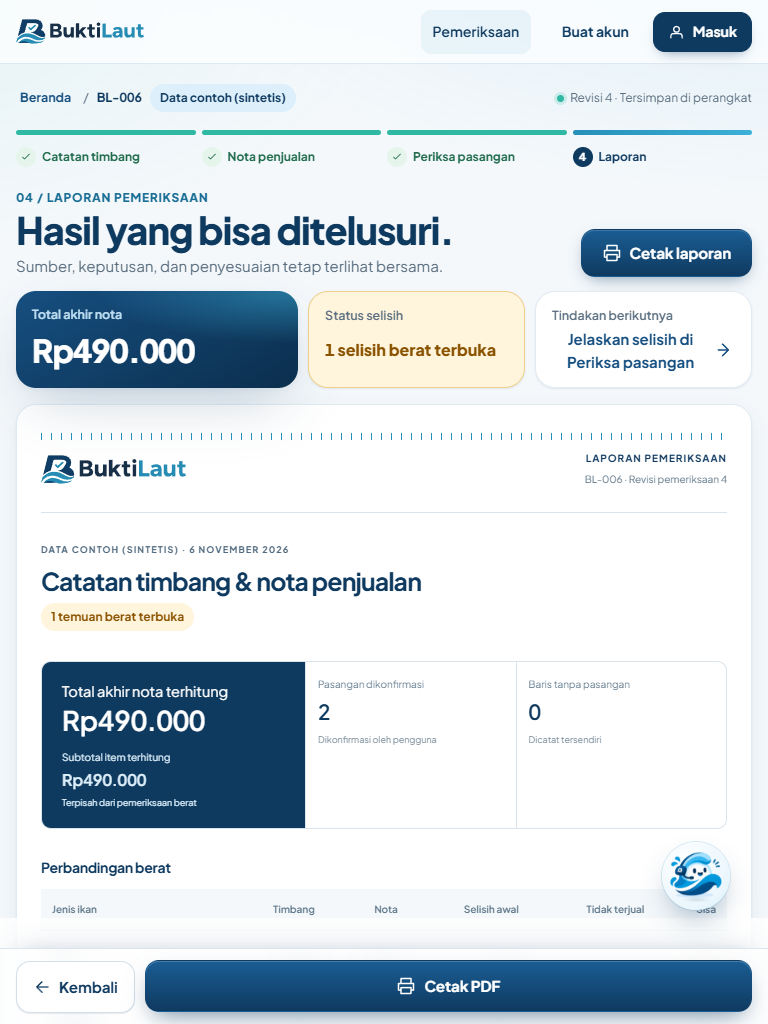 BuktiLaut
Pemeriksaan
Buat akun
Masuk
Beranda / BL-006 Data contoh (sintetis)
Revisi 4 · Tersimpan di perangkat
Catatan timbang
Nota penjualan
Periksa pasangan
4 Laporan
04 / LAPORAN PEMERIKSAAN
Hasil yang bisa ditelusuri.
Sumber, keputusan, dan penyesuaian tetap terlihat bersama.
Cetak laporan
Total akhir nota
Rp490.000
Status selisih
1 selisih berat terbuka
Tindakan berikutnya
Jelaskan selisih di
Periksa pasangan
BuktiLaut
LAPORAN PEMERIKSAAN
BL-006 · Revisi pemeriksaan 4
DATA CONTOH (SINTETIS) · 6 NOVEMBER 2026
Catatan timbang & nota penjualan
1 temuan berat terbuka
Total akhir nota terhitung
Rp490.000
Subtotal item terhitung
Rp490.000
Terpisah dari pemeriksaan berat
Pasangan dikonfirmasi
2
Dikonfirmasi oleh pengguna
Baris tanpa pasangan
0
Dicatat tersendiri
Perbandingan berat
Jenis ikan Timbang Nota Selisih awal Tidak terjual Sisa
Kembali
Cetak PDF